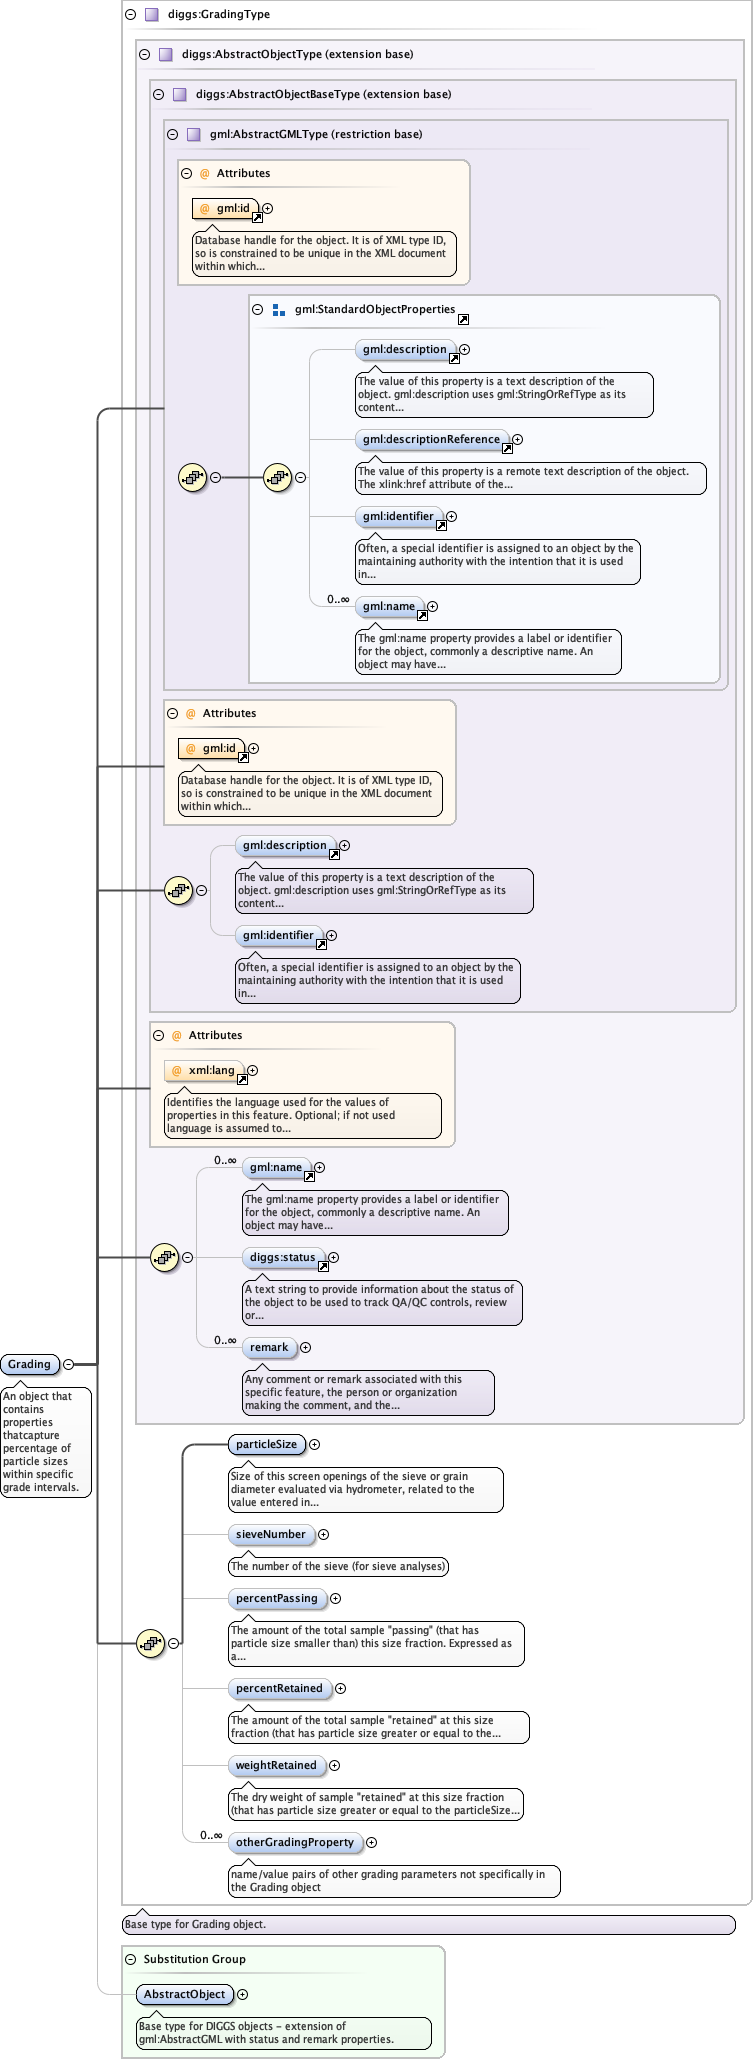 diggs:GradingType
diggs:AbstractObjectType (extension base)
diggs:AbstractObjectBaseType (extension base)
gml:AbstractGMLType (restriction base)
@ Attributes
@ gml:id
Database handle for the object. It is of XML type ID,
so is constrained to be unique in the XML document
within which...
gml:StandardObjectProperties
gml:description
The value of this property is a text description of the
object. gml:description uses gml:StringOrRefType as its
content...
gml:descriptionReference
The value of this property is a remote text description of the object.
The xlink:href attribute of the...
gml:identifier
Often, a special identifier is assigned to an object by the
maintaining authority with the intention that it is used
in...
0..∞
gml:name
The gml:name property provides a label or identifier
for the object, commonly a descriptive name. An
object may have...
@ Attributes
@ gml:id
Database handle for the object. It is of XML type ID,
so is constrained to be unique in the XML document
within which...
gml:description
The value of this property is a text description of the
object. gml:description uses gml:StringOrRefType as its
content...
gml:identifier
Often, a special identifier is assigned to an object by the
maintaining authority with the intention that it is used
in...
@ Attributes
@ xml:lang
Identifies the language used for the values of
properties in this feature. Optional; if not used
language is assumed to...
0..∞
gml:name
The gml:name property provides a label or identifier
for the object, commonly a descriptive name. An
object may have...
diggs:status
A text string to provide information about the status of
the object to be used to track QA/QC controls, review
or...
0..∞
remark
Any comment or remark associated with this
specific feature, the person or organization
making the comment, and the...
Grading
An object that
contains
properties
thatcapture
percentage of
particle sizes
within specific
grade intervals.
particleSize
Size of this screen openings of the sieve or grain
diameter evaluated via hydrometer, related to the
value entered in...
sieveNumber
The number of the sieve (for sieve analyses)
percentPassing
The amount of the total sample "passing" (that has
particle size smaller than) this size fraction. Expressed as
a...
percentRetained
The amount of the total sample "retained" at this size
fraction (that has particle size greater or equal to the...
weightRetained
The dry weight of sample "retained" at this size fraction
(that has particle size greater or equal to the particleSize...
0..∞
otherGradingProperty
name/value pairs of other grading parameters not specifically in
the Grading object
Base type for Grading object.
Substitution Group
AbstractObject
Base type for DIGGS objects - extension of
gml:AbstractGML with status and remark properties.